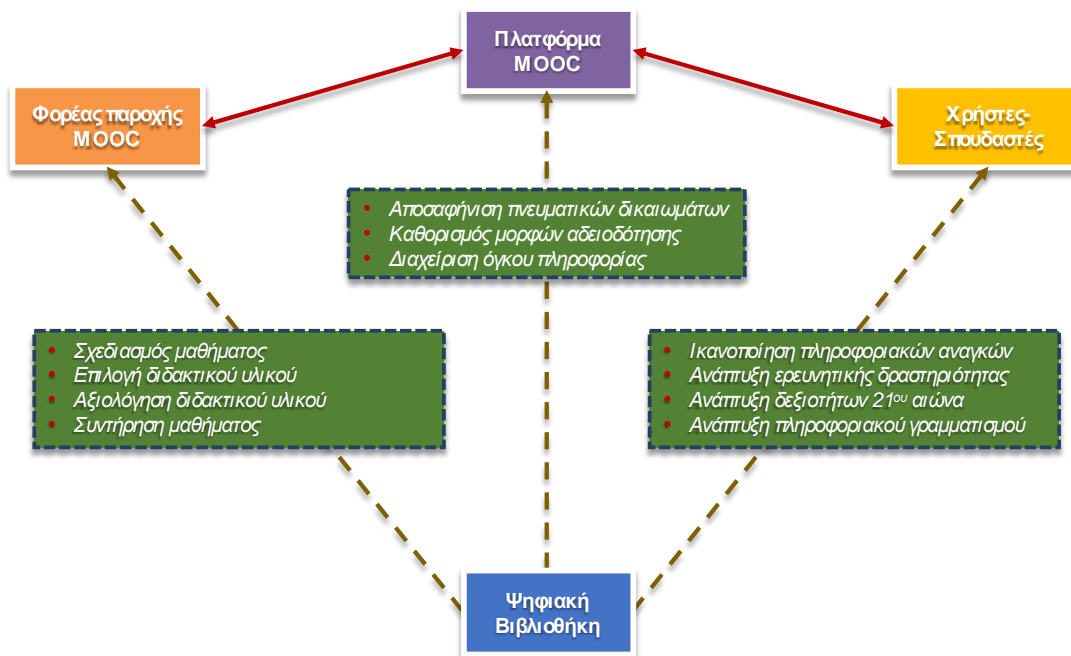 Πλατφόρμα
MOOC
Φορέας παροχής
MOOC
Χρήστες-
Σπουδαστές
• Αποσαφήνιση πνευματικών δικαιωμάτων
• Καθορισμός μορφών αδειοδότησης
• Διαχείριση όγκου πληροφορίας
• Σχεδιασμός μαθήματος
• Επιλογή διδακτικού υλικού
• Αξιολόγηση διδακτικού υλικού
• Συντήρηση μαθήματος
• Ικανοποίηση πληροφοριακών αναγκών
• Ανάπτυξη ερευνητικής δραστηριότητας
• Ανάπτυξη δεξιοτήτων 21ου αιώνα
• Ανάπτυξη πληροφοριακού γραμματισμού
Ψηφιακή
Βιβλιοθήκη